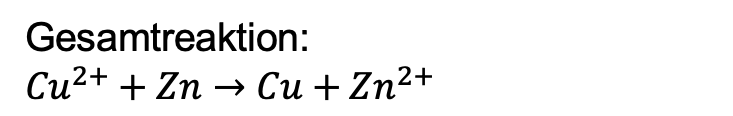 Gesamtreaktion:
Cu²⁺ + Zn → Cu + Zn²⁺